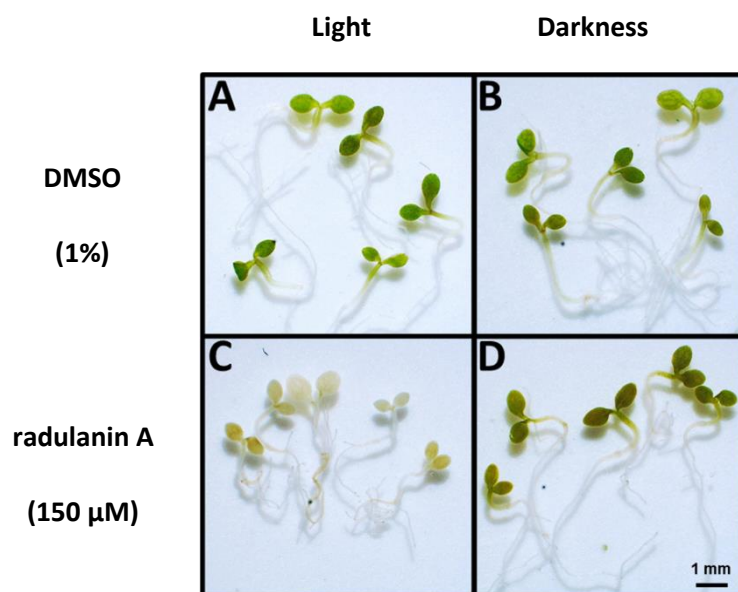 Light Darkness
A B
DMSO
(1%)
C D
radulanin A
(150 µM)
1 mm